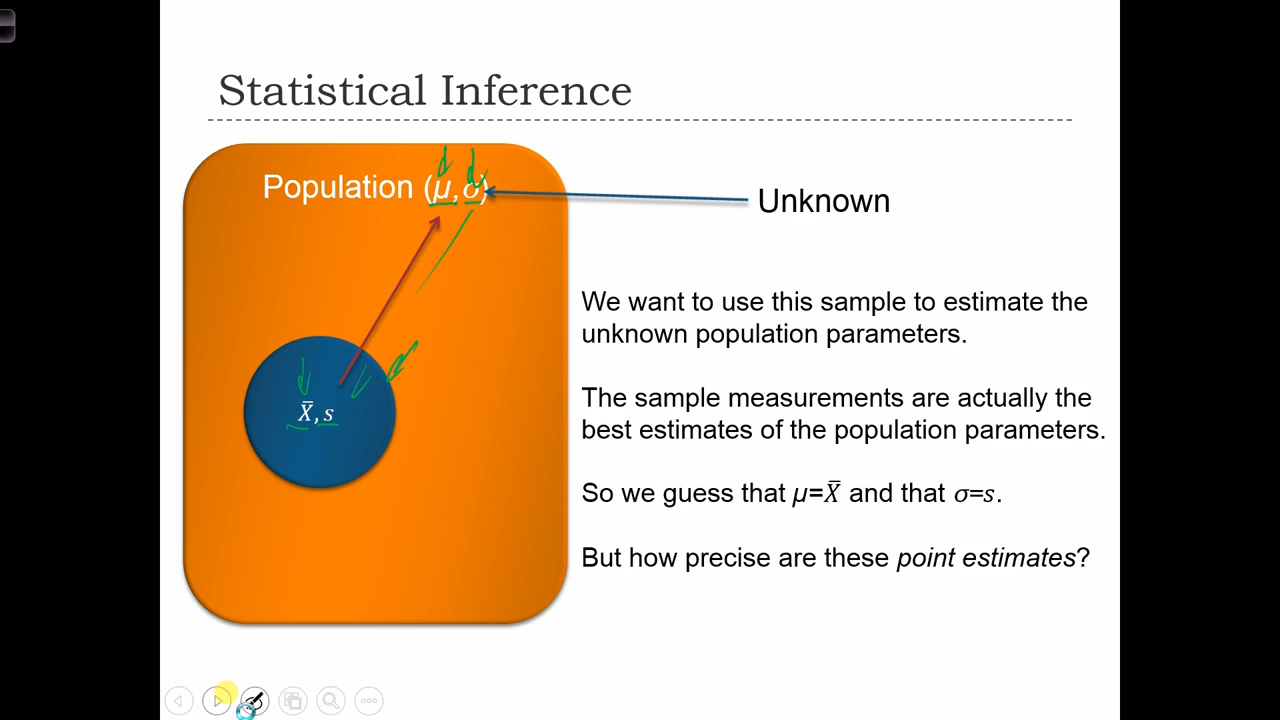 Statistical Inference
Population (μ,σ)
Unknown
We want to use this sample to estimate the
unknown population parameters.
The sample measurements are actually the
best estimates of the population parameters.
So we guess that μ=X̄ and that σ=s.
But how precise are these point estimates?
X̄, s